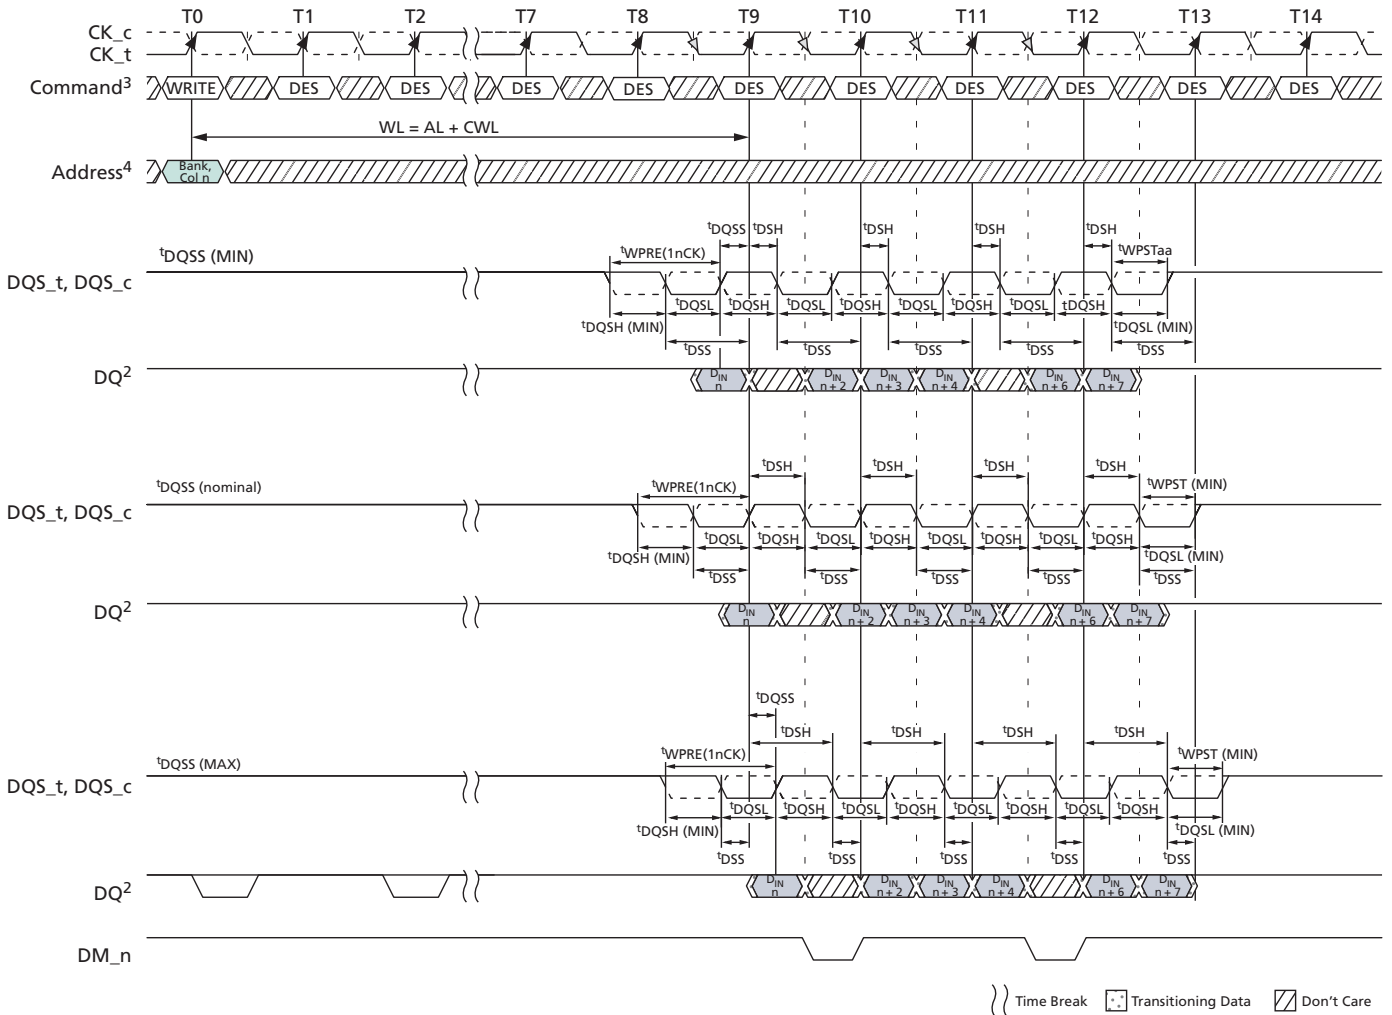 T0 T1 T2 T7 T8 T9 T10 T11 T12 T13 T14
CK_c
CK_t
Command3 WRITE DES DES DES DES DES DES DES DES DES DES
WL = AL + CWL
Address4 Bank, Col n
tDQSS tDSH tDSH tDSH tDSH
tDQSS (MIN) tWPRE(1nCK) tWPSTaa
DQS_t, DQS_c
tDQSL tDQSH tDQSL tDQSH tDQSL tDQSH tDQSL tDQSH
tDQSH (MIN) tDQSL (MIN)
tDSS tDSS tDSS tDSS tDSS
DQ2 DIN n DIN n + 2 DIN n + 3 DIN n + 4 DIN n + 6 DIN n + 7
tDSH tDSH tDSH tDSH
tDQSS (nominal) tWPRE(1nCK) tWPST (MIN)
DQS_t, DQS_c
tDQSL tDQSH tDQSL tDQSH tDQSL tDQSH tDQSL tDQSH
tDQSH (MIN) tDQSL (MIN)
tDSS tDSS tDSS tDSS tDSS
DQ2 DIN n DIN n + 2 DIN n + 3 DIN n + 4 DIN n + 6 DIN n + 7
tDQSS
tDSH tDSH tDSH tDSH
tDQSS (MAX) tWPRE(1nCK) tWPST (MIN)
DQS_t, DQS_c
tDQSL tDQSH tDQSL tDQSH tDQSL tDQSH tDQSL tDQSH
tDQSH (MIN) tDQSL (MIN)
tDSS tDSS tDSS tDSS tDSS
DQ2 DIN n DIN n + 2 DIN n + 3 DIN n + 4 DIN n + 6 DIN n + 7
DM_n
Time Break Transitioning Data Don't Care